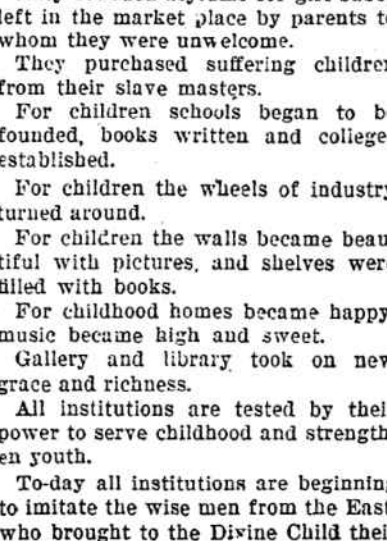 left in the market place by parents to
whom they were unwelcome.
They purchased suffering children
from their slave masters.
For children schools began to be
founded, books written and college
established.
For children the wheels of industry
turned around.
For children the walls became beau
tiful with pictures, and shelves were
filled with books.
For childhood homes became happy,
music became high and sweet.
Gallery and library took on new
grace and richness.
All institutions are tested by their
power to serve childhood and strength
en youth.
To-day all institutions are beginning
to imitate the wise men from the East
who brought to the Divine Child their